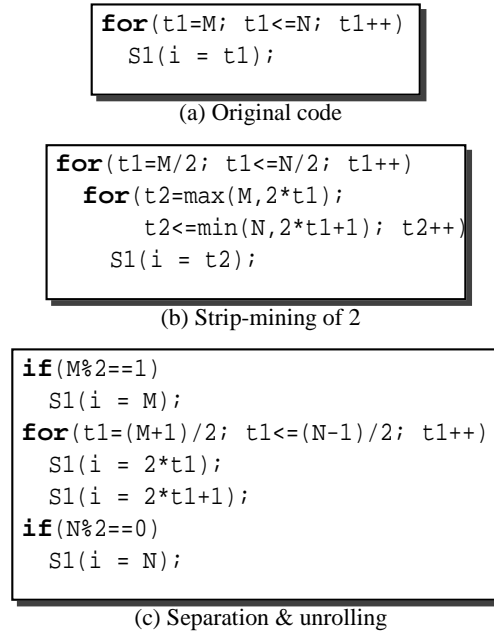 for(t1=M; t1<=N; t1++)
S1(i = t1);
(a) Original code
for(t1=M/2; t1<=N/2; t1++)
for(t2=max(M,2*t1);
t2<=min(N,2*t1+1); t2++)
S1(i = t2);
(b) Strip-mining of 2
if(M%2==1)
S1(i = M);
for(t1=(M+1)/2; t1<=(N-1)/2; t1++)
S1(i = 2*t1);
S1(i = 2*t1+1);
if(N%2==0)
S1(i = N);
(c) Separation & unrolling